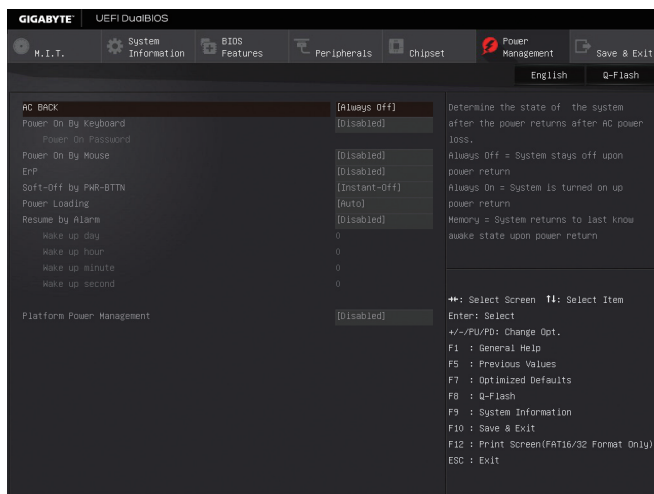 GIGABYTE™ UEFI DualBIOS
M.I.T. System Information BIOS Features Peripherals Chipset Power Management Save & Exit
English Q-Flash
AC BACK [Always Off]
Power On By Keyboard [Disabled]
Power On Password
Power On By Mouse [Disabled]
ErP [Disabled]
Soft-Off by PWR-BTTN [Instant-Off]
Power Loading [Auto]
Resume by Alarm [Disabled]
Wake up day 0
Wake up hour 0
Wake up minute 0
Wake up second 0
Platform Power Management [Disabled]
Determine the state of the system
after the power returns after AC power
loss.
Always Off = System stays off upon
power return
Always On = System is turned on up
power return
Memory = System returns to last know
awake state upon power return
→←: Select Screen ↑↓: Select Item
Enter: Select
+/-/PU/PD: Change Opt.
F1 : General Help
F5 : Previous Values
F7 : Optimized Defaults
F8 : Q-Flash
F9 : System Information
F10 : Save & Exit
F12 : Print Screen(FAT16/32 Format Only)
ESC : Exit